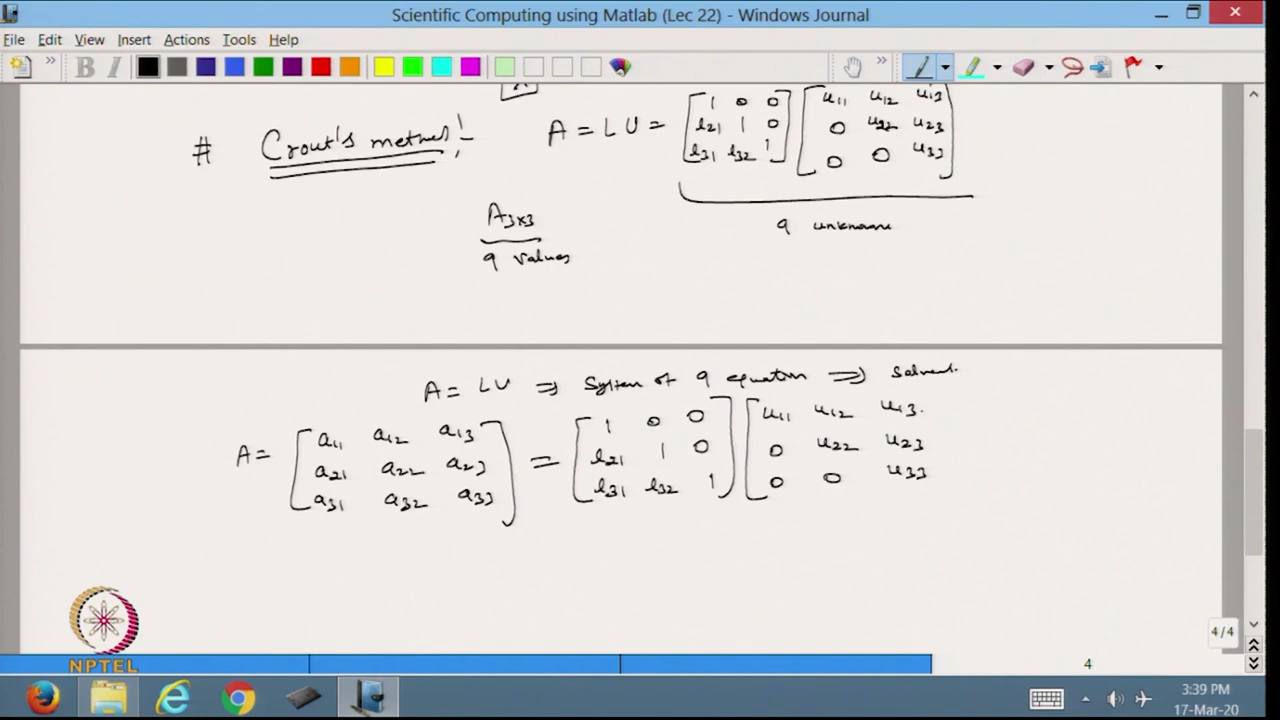 Scientific Computing using Matlab (Lec 22) - Windows Journal
File Edit View Insert Actions Tools Help
# Crout's method:-
A = LU = [1 0 0 [u11 u12 u13
l21 1 0 0 u22 u23
l31 l32 1] 0 0 u33]
A3×3
9 values
9 unknowns
A = LU ⇒ System of 9 equation ⇒ Solved.
A = [a11 a12 a13 = [1 0 0 [u11 u12 u13.
a21 a22 a23 l21 1 0 0 u22 u23
a31 a32 a33] l31 l32 1] 0 0 u33
4/4
NPTEL
4
3:39 PM
17-Mar-20